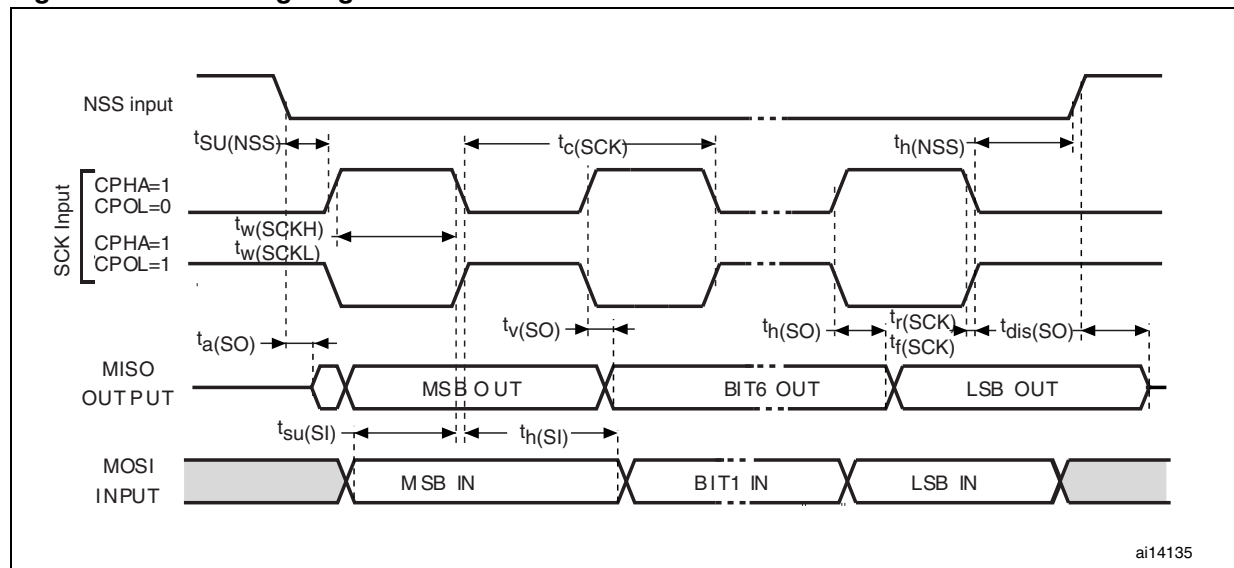 NSS input
tSU(NSS)
tc(SCK)
th(NSS)
SCK Input
CPHA=1
CPOL=0
tw(SCKH)
tw(SCKL)
CPHA=1
CPOL=1
ta(SO)
tv(SO)
th(SO)
tr(SCK)
tf(SCK)
tdis(SO)
MISO
OUTPUT
MSB OUT
BIT6 OUT
LSB OUT
tsu(SI)
th(SI)
MOSI
INPUT
MSB IN
BIT1 IN
LSB IN
ai14135